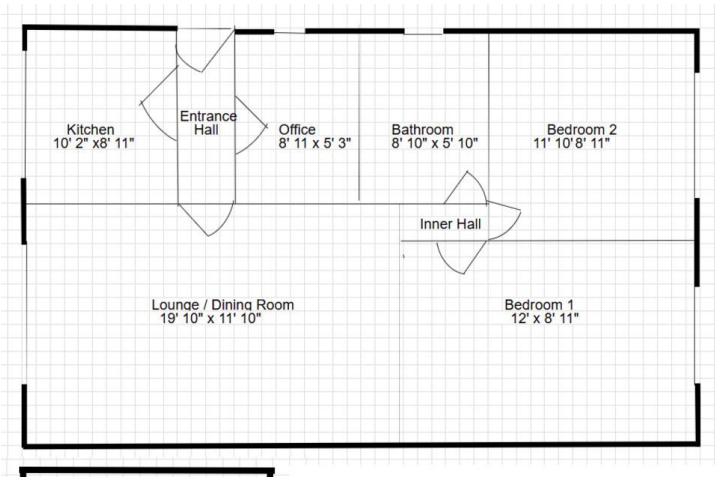 Kitchen
10' 2" x8' 11"
Entrance
Hall
Office
8' 11 x 5' 3"
Bathroom
8' 10" x 5' 10"
Bedroom 2
11' 10'8' 11"
Inner Hall
Lounge / Dining Room
19' 10" x 11' 10"
Bedroom 1
12' x 8' 11"